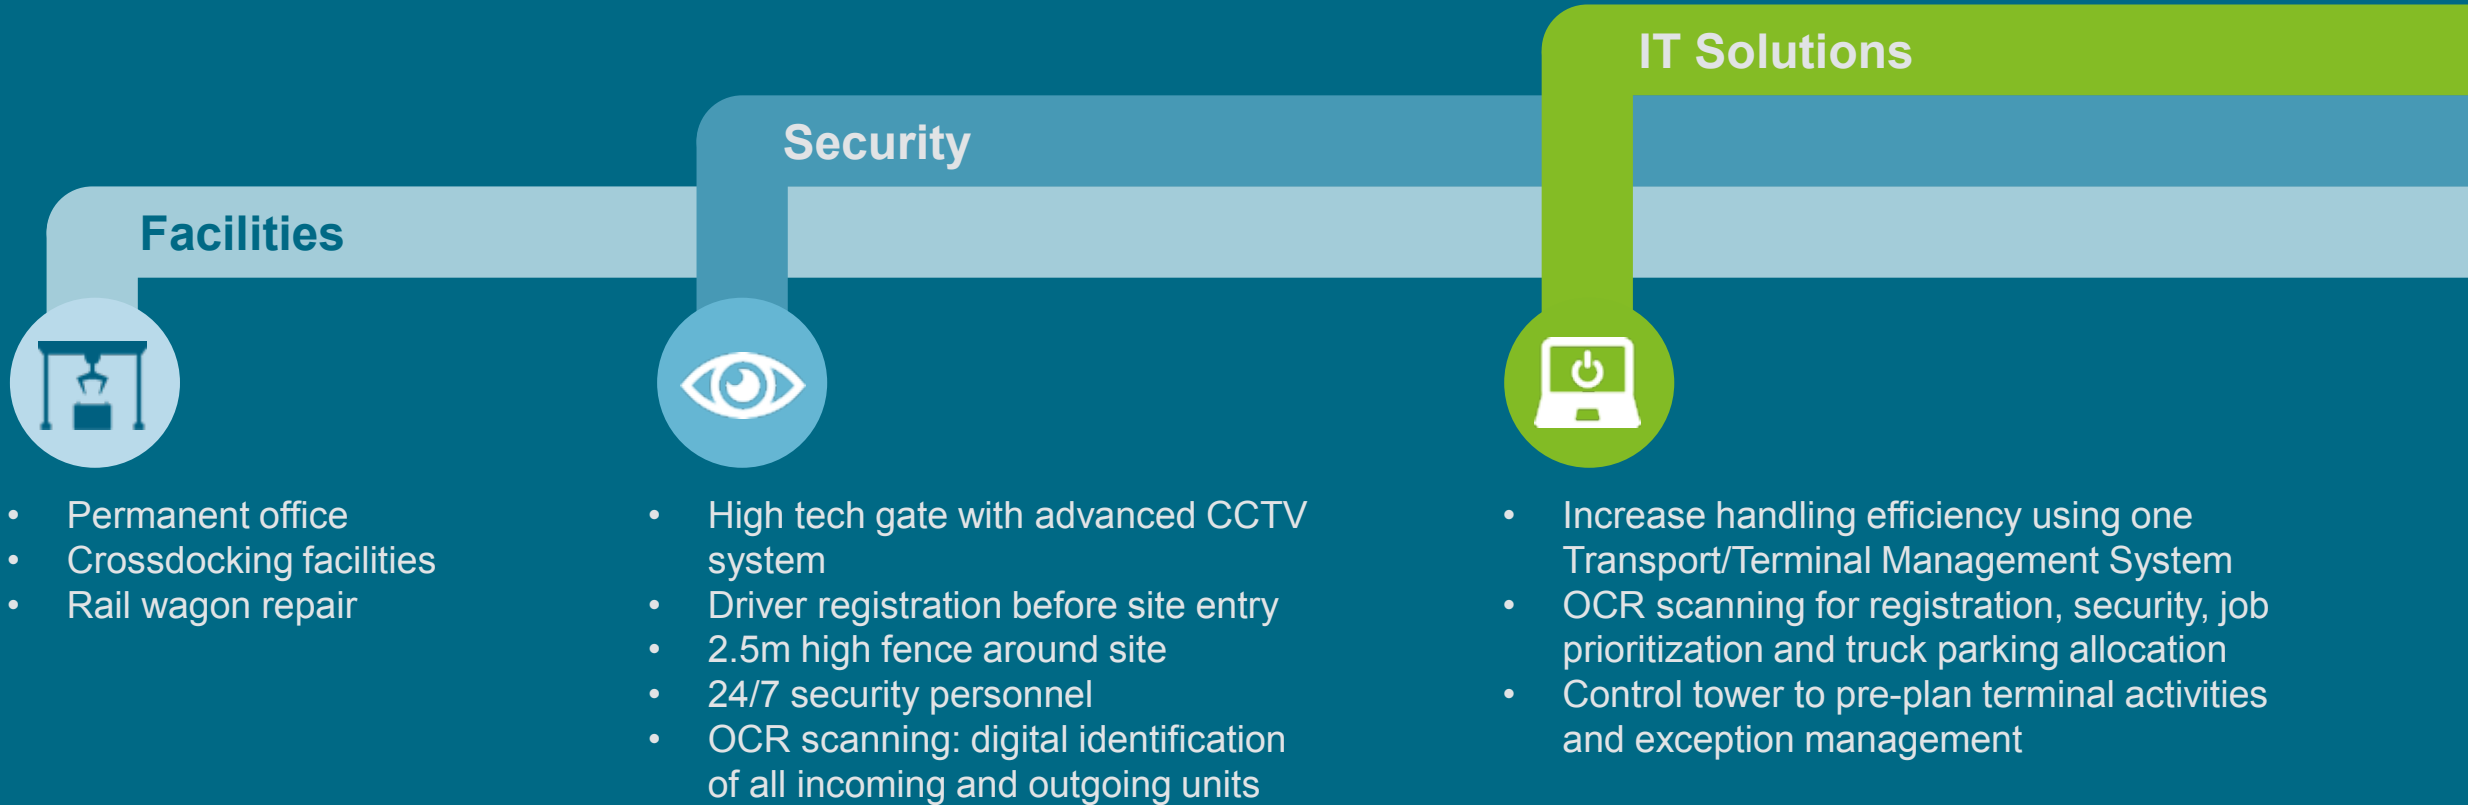 IT Solutions
Security
Facilities
• Permanent office
• Crossdocking facilities
• Rail wagon repair
• High tech gate with advanced CCTV
system
• Driver registration before site entry
• 2.5m high fence around site
• 24/7 security personnel
• OCR scanning: digital identification
of all incoming and outgoing units
• Increase handling efficiency using one
Transport/Terminal Management System
• OCR scanning for registration, security, job
prioritization and truck parking allocation
• Control tower to pre-plan terminal activities
and exception management